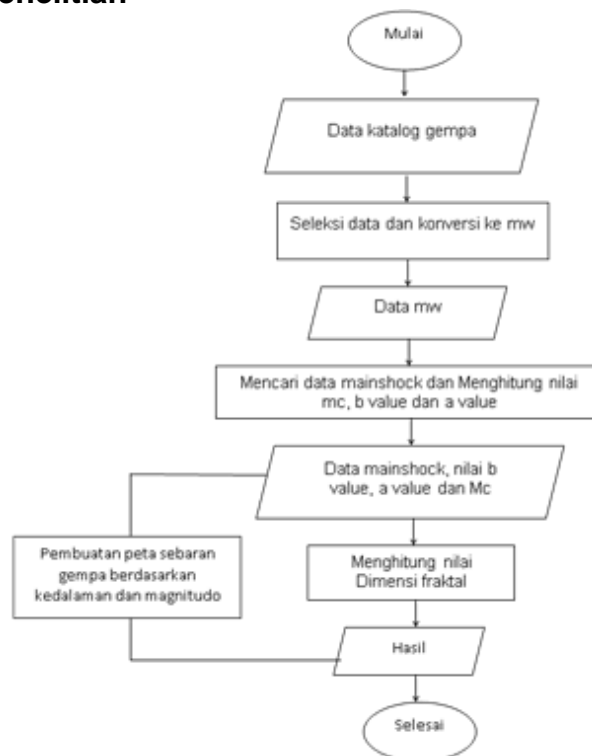 Mulai
Data katalog gempa
Seleksi data dan konversi ke mw
Data mw
Mencari data mainshock dan Menghitung nilai
mc, b value dan a value
Data mainshock, nilai b
value, a value dan Mc
Pembuatan peta sebaran
gempa berdasarkan
kedalaman dan magnitudo
Menghitung nilai
Dimensi fraktal
Hasil
Selesai